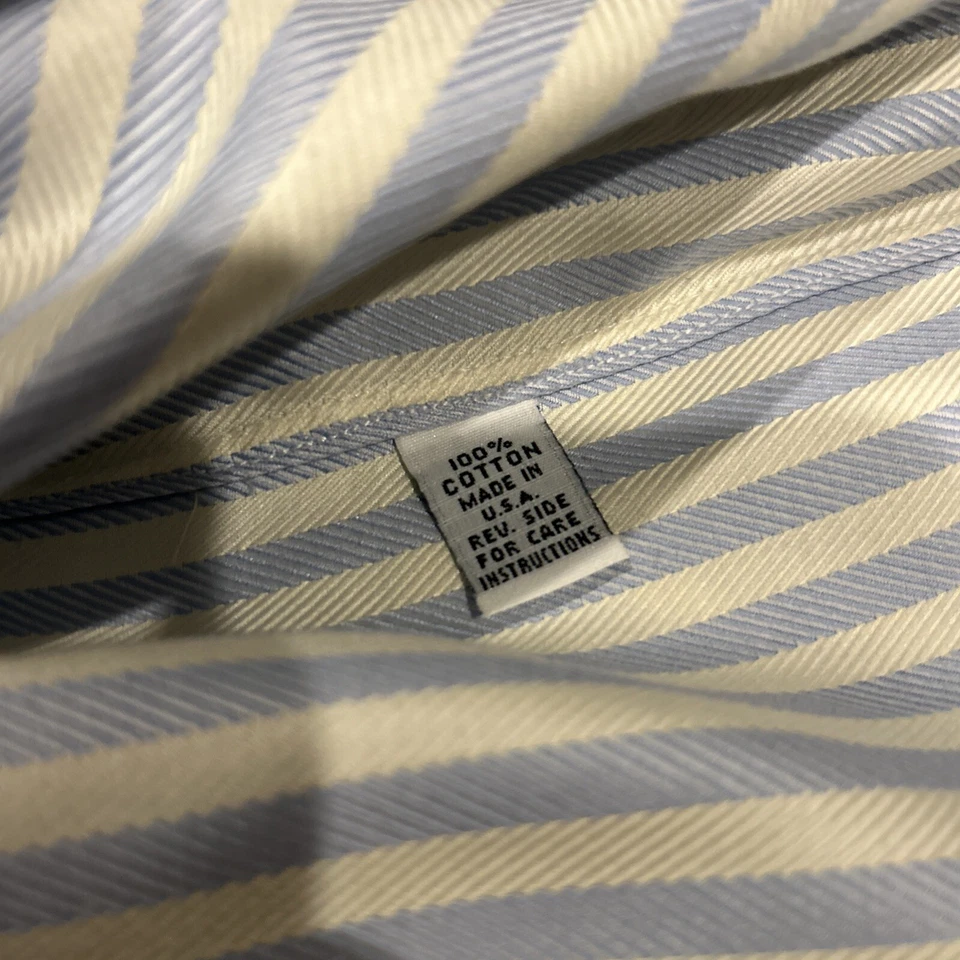 100%
COTTON
MADE IN
U.S.A.
REV. SIDE
FOR CARE
INSTRUCTIONS